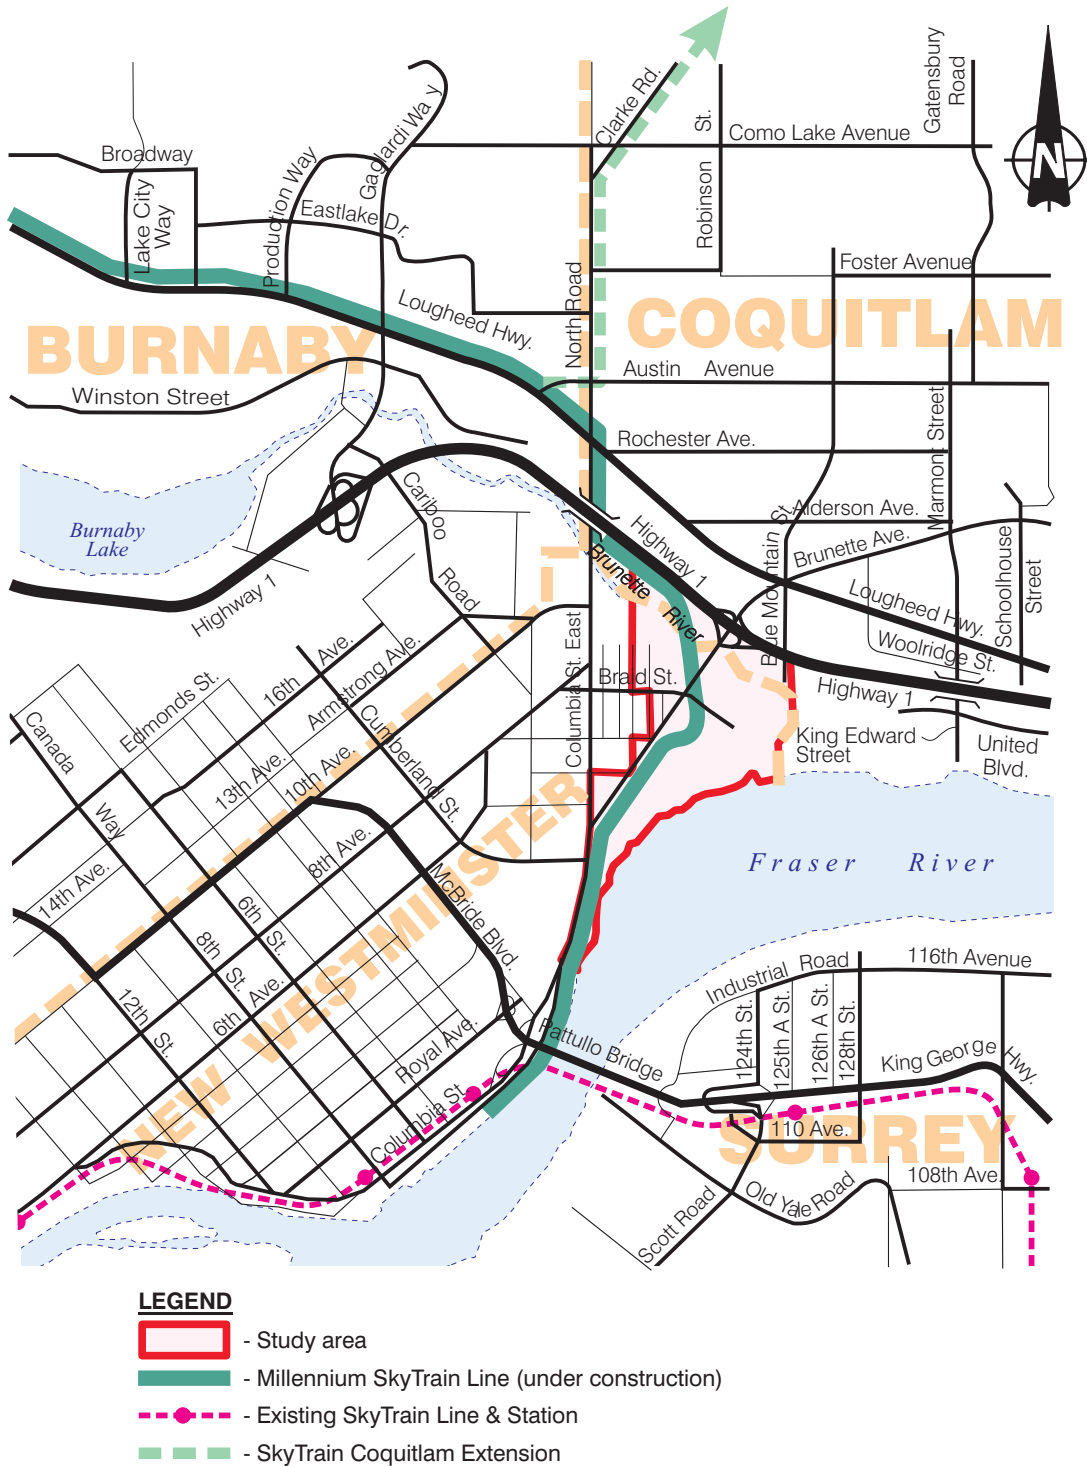 Gatensbury
Road
Clarke Rd.
St.
Como Lake Avenue
Gaglardi Way
Broadway
Production Way
N
Lake City
Way
Eastlake Dr.
Robinson
Foster Avenue
North Road
Lougheed Hwy.
COQUITLAM
BURNABY
Austin Avenue
Winston Street
Marmont Street
Rochester Ave.
Cariboo
Alderson Ave.
Burnaby
Lake
Highway 1
Brunette Ave.
Brunette
River
Blue Mountain St.
Schoolhouse
Street
Highway 1
Road
Lougheed Hwy.
Woolridge St.
Columbia St. East
16th Ave.
Armstrong Ave.
Braid St.
Edmonds St.
Highway 1
Canada
Way
Cumberland St.
King Edward
Street
United
Blvd.
13th Ave.
10th Ave.
8th Ave.
Fraser River
14th Ave.
McBride Blvd.
NEW WESTMINSTER
6th
St.
8th
St.
6th Ave.
12th
St.
Industrial Road
116th Avenue
124th St.
125th A St.
126th A St.
128th St.
Royal Ave.
Pattullo Bridge
King George Hwy.
Columbia St.
SURREY
110 Ave.
108th Ave.
Old Yale Road
Scott Road
LEGEND
- Study area
- Millennium SkyTrain Line (under construction)
- Existing SkyTrain Line & Station
- SkyTrain Coquitlam Extension